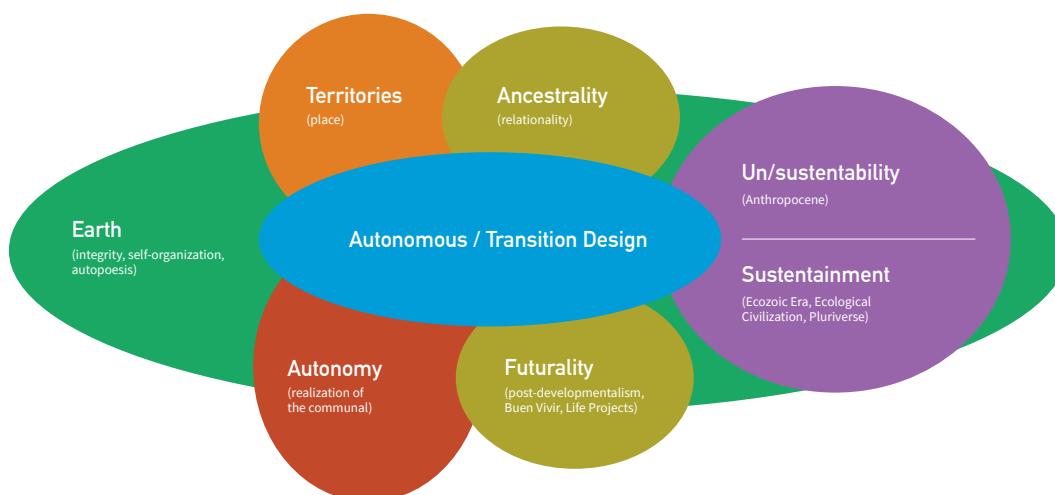 Territories
(place)
Ancestrality
(relationality)
Un/sustentability
(Anthropocene)
Earth
(integrity, self-organization,
autopoesis)
Autonomous / Transition Design
Sustentainment
(Ecozoic Era, Ecological
Civilization, Pluriverse)
Autonomy
(realization of
the communal)
Futurality
(post-developmentalism,
Buen Vivir, Life Projects)